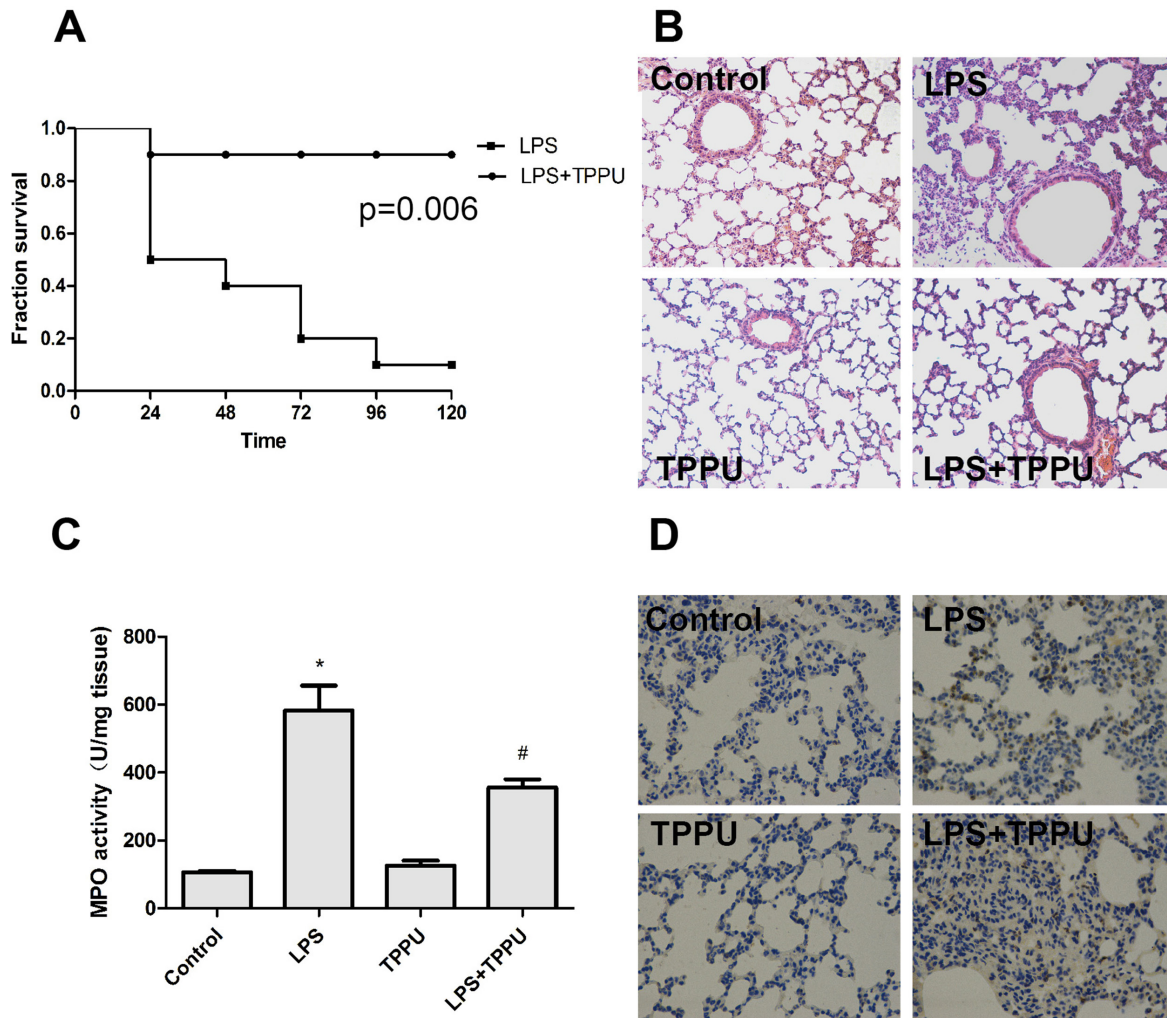 A
Fraction survival
1.0
0.8
0.6
0.4
0.2
0.0
0
24
48
72
96
120
Time
LPS
LPS+TPPU
p=0.006
B
Control
LPS
TPPU
LPS+TPPU
C
MPO activity（U/mg tissue)
800
600
400
200
0
*
#
Control
LPS
TPPU
LPS+TPPU
D
Control
LPS
TPPU
LPS+TPPU